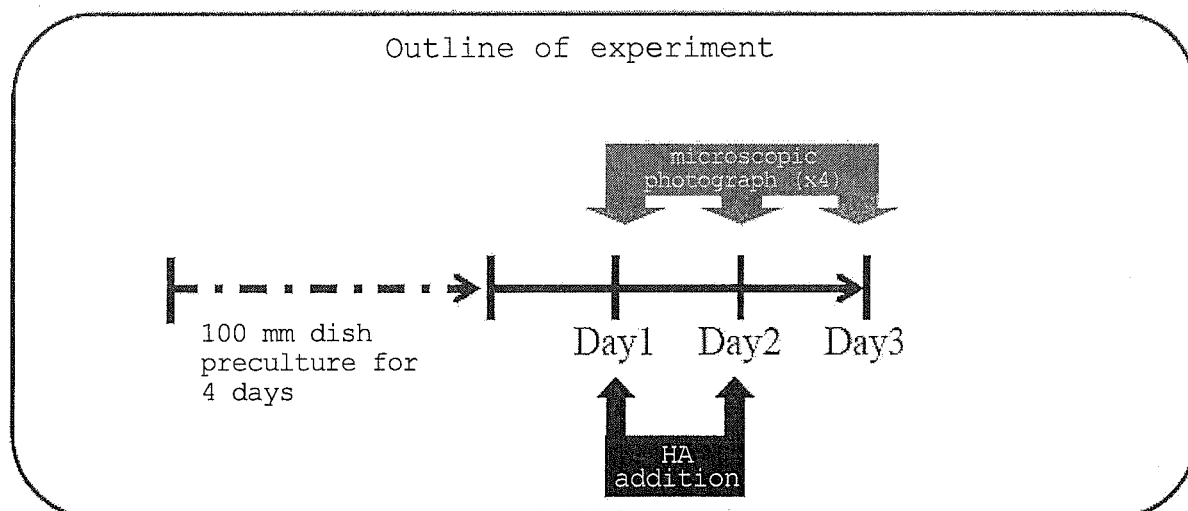 Outline of experiment
microscopic
photograph (x4)
100 mm dish
preculture for
4 days
Day1 Day2 Day3
HA
addition